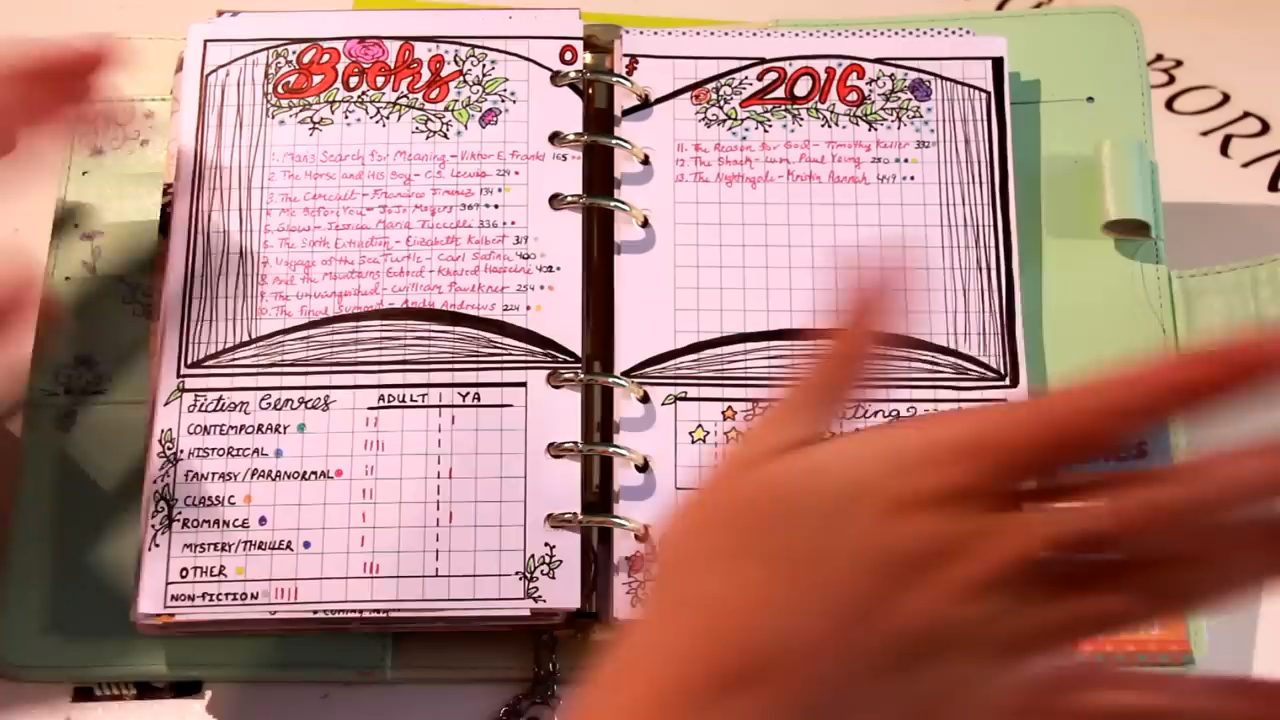 Books
O
f
2016
1. Man's Search for Meaning - Viktor E. Frankl 165
2. The Horse and His Boy - C.S. Lewis 224
3. The Circuit - Francisco Jimenez 134
4. Me Before You - JoJo Moyes 369
5. Glow - Jessica Maria Tuccelli 336
6. The Sixth Extinction - Elizabeth Kolbert 319
7. Voyage of the Sea Turtle - Carl Safina 400
8. And the Mountains Echoed - Khaled Hosseini 402
9. The Unvanquished - William Faulkner 254
10. The Final Summit - Andy Andrews 224
11. The Reason for God - Timothy Keller 332
12. The Shack - Wm. Paul Young 250
13. The Nightingale - Kristin Hannah 449
Fiction Genres ADULT YA
CONTEMPORARY
HISTORICAL
FANTASY/PARANORMAL
CLASSIC
ROMANCE
MYSTERY/THRILLER
OTHER
NON-FICTION
BORN